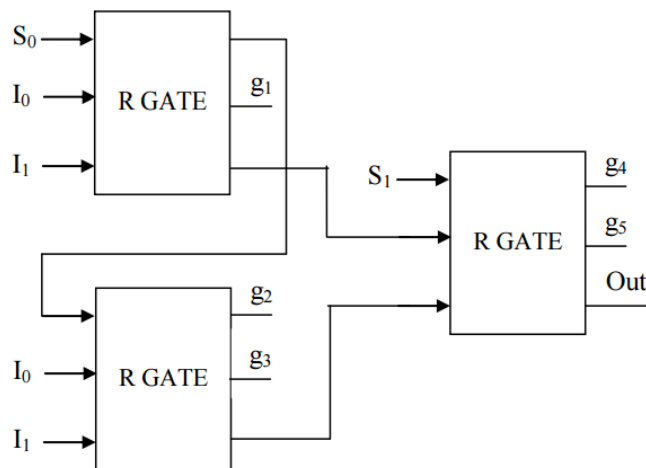 S₀
I₀
I₁
R GATE
g₁
S₁
R GATE
g₄
g₅
Out
I₀
I₁
R GATE
g₂
g₃